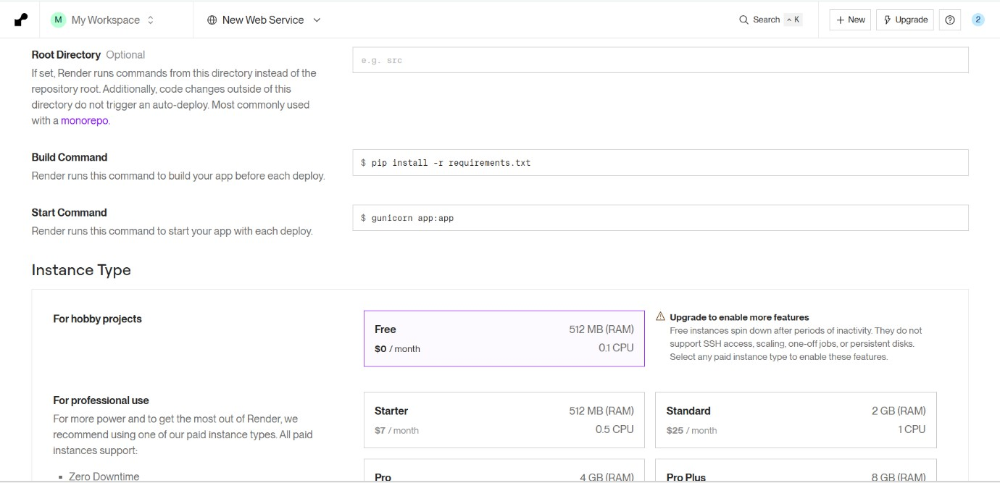 M My Workspace
New Web Service
Search ^ K
+ New
Upgrade
2
Root Directory Optional
If set, Render runs commands from this directory instead of the
repository root. Additionally, code changes outside of this
directory do not trigger an auto-deploy. Most commonly used
with a monorepo.
e.g. src
Build Command
Render runs this command to build your app before each deploy.
$ pip install -r requirements.txt
Start Command
Render runs this command to start your app with each deploy.
$ gunicorn app:app
Instance Type
For hobby projects
Free 512 MB (RAM)
$0 / month 0.1 CPU
Upgrade to enable more features
Free instances spin down after periods of inactivity. They do not
support SSH access, scaling, one-off jobs, or persistent disks.
Select any paid instance type to enable these features.
For professional use
For more power and to get the most out of Render, we
recommend using one of our paid instance types. All paid
instances support:
▪ Zero Downtime
Starter 512 MB (RAM)
$7 / month 0.5 CPU
Standard 2 GB (RAM)
$25 / month 1 CPU
Pro 4 GB (RAM)
Pro Plus 8 GB (RAM)